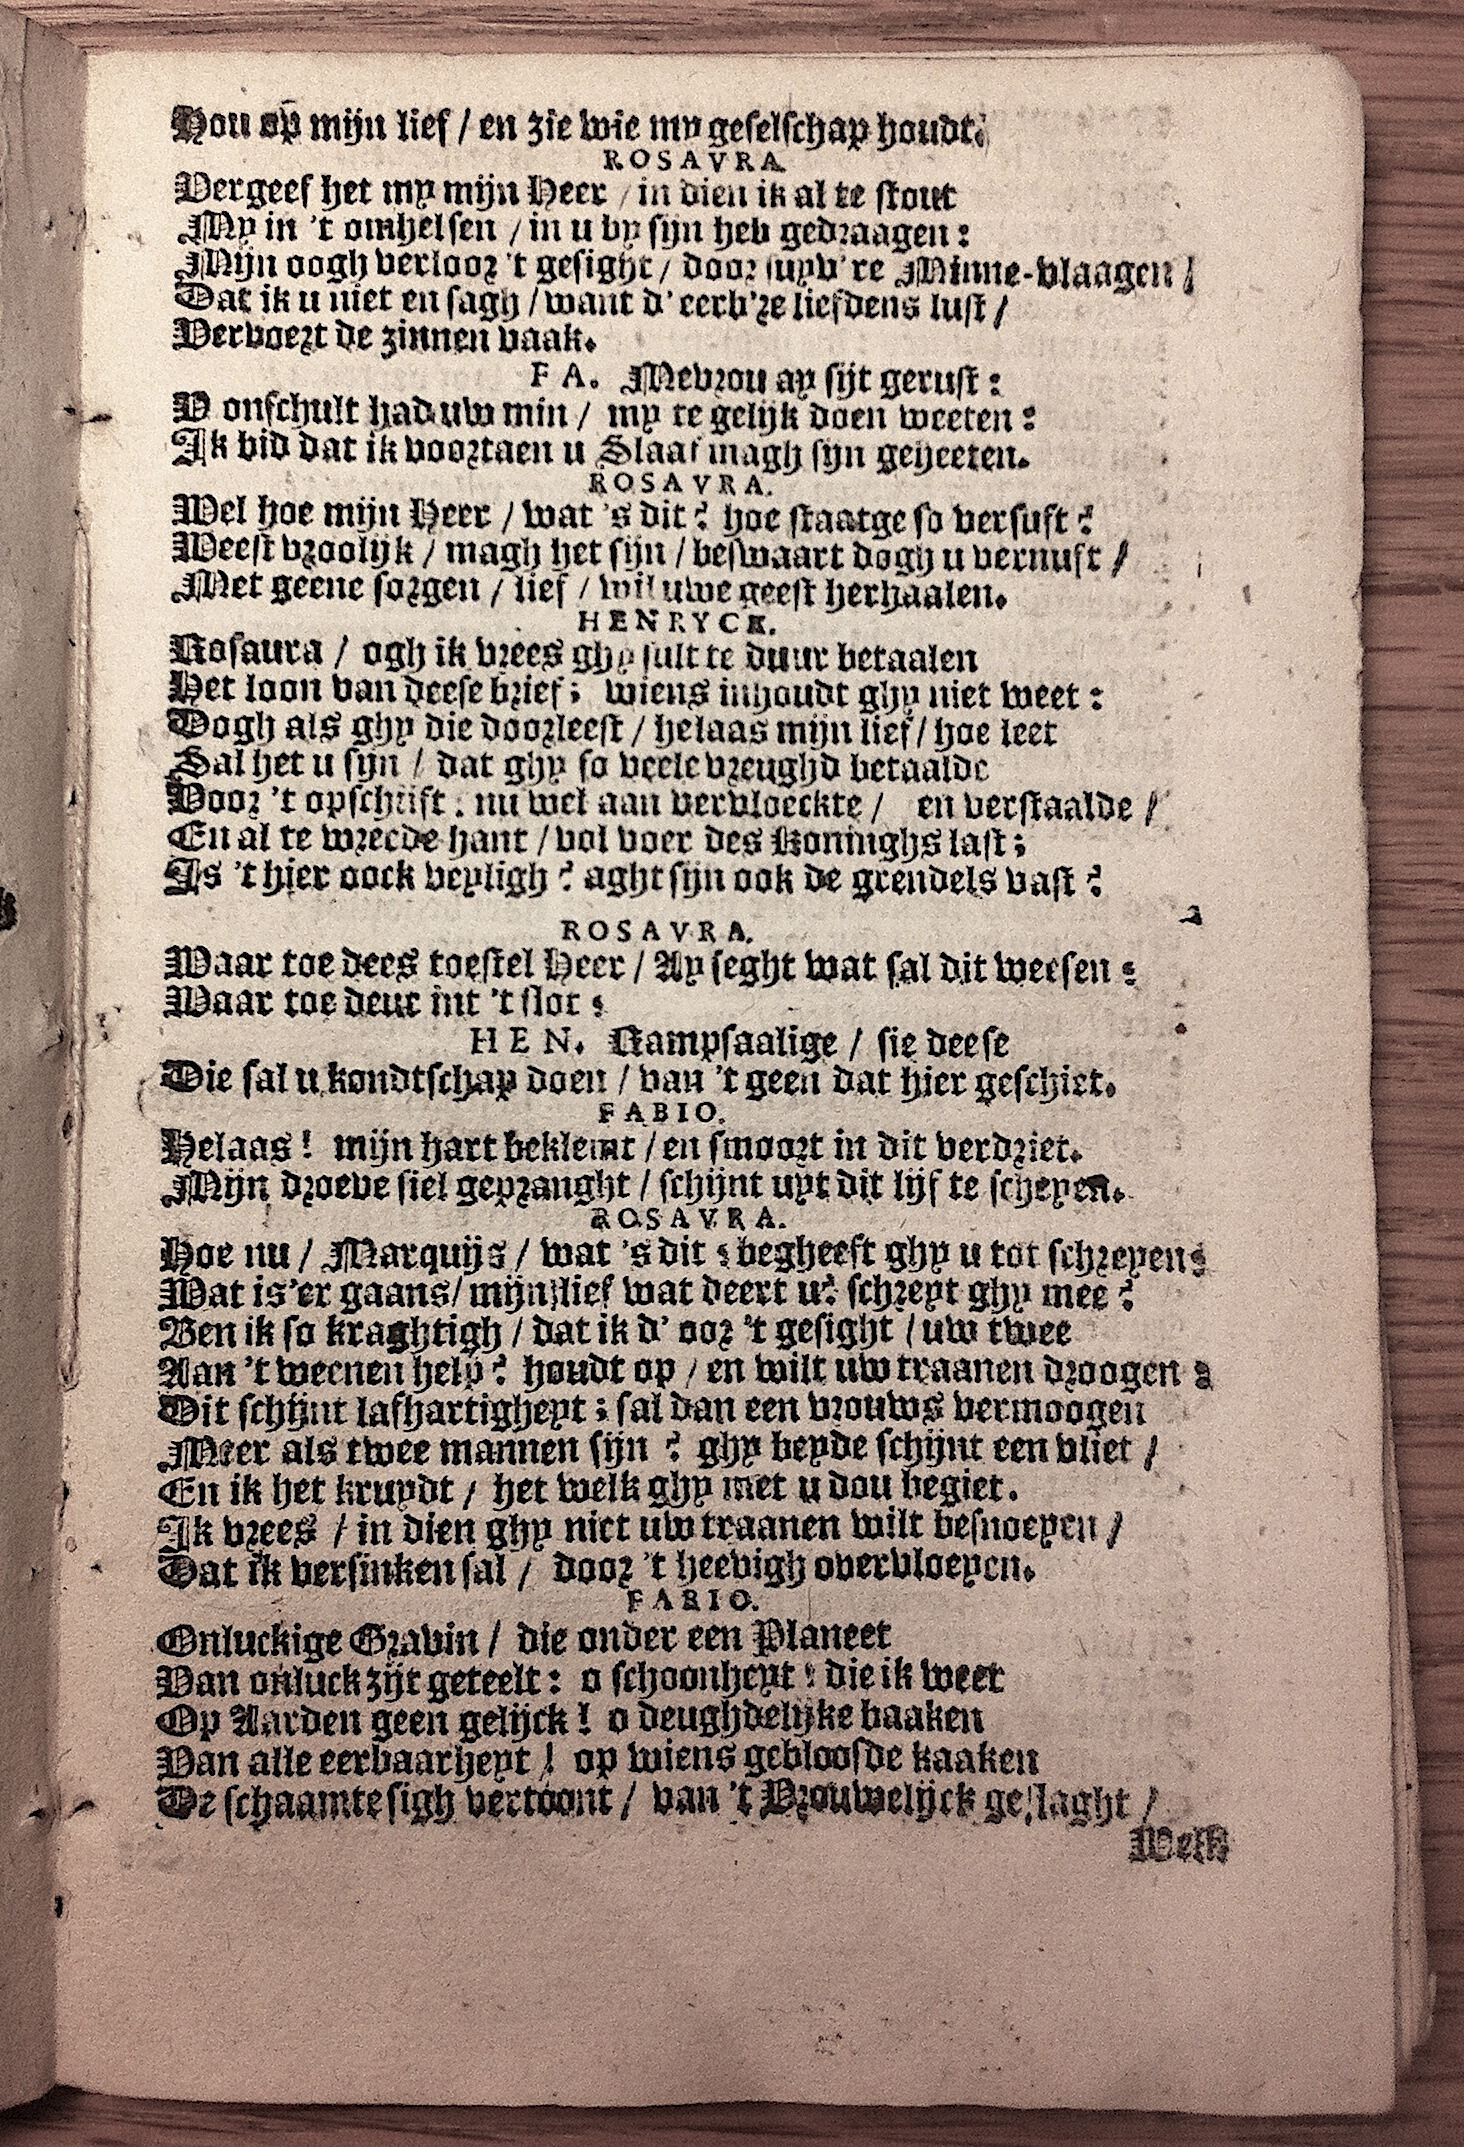 Hou op mijn lief / en zie wie my geselschap houdt.
ROSAVRA.
Vergeef het my mijn Heer / in dien ik al te stout
My in 't omhelsen / in u by sijn heb gedraagen :
Mijn oogh verloor 't gesight / door suyv're Minne-vlaagen /
Dat ik u niet en sagh / want d' eerb're liefdens lust /
Vervoert de zinnen vaak.
FA. Mevrou ay sijt gerust :
V onschult had uw min / my te gelijk doen weeten :
Ik bid dat ik voortaen u Slaaf magh sijn geheeten.
ROSAVRA.
Wel hoe mijn Heer / wat 's dit ? hoe staatge so versuft ?
Weest vroolijk / magh het sijn / beswaart dogh u vernuft /
Met geene sorgen / lief / wil uwe geest herhaalen.
HENRYCK.
Rosaura / ogh ik vrees ghy sult te duur betaalen
Het loon van deese brief ; wiens inhoudt ghy niet weet :
Dogh als ghy die doorleest / helaas mijn lief / hoe leet
Sal het u sijn / dat ghy so veele vreughd betaalde
Voor 't opschrift : nu wel aan vervloeckte / en verstaalde /
En al te wreede hant / vol voer des Koninghs last ;
Is 't hier oock veyligh ? aght sijn ook de grendels vast ?
ROSAVRA.
Waar toe dees toestel Heer / Ay seght wat sal dit weesen ?
Waar toe deur int 't slot ?
HEN. Rampsaalige / sie deese
Die sal u kondtschap doen / van 't geen dat hier geschiet.
FABIO.
Helaas ! mijn hart beklemt / en smoort in dit verdriet.
Mijn droeve siel gepranght / schijnt uyt dit lijf te scheyen.
ROSAVRA.
Hoe nu / Marquijs / wat 's dit ? begheeft ghy u tot schreyen ?
Wat is'er gaans / mijn lief wat deert u ? schreyt ghy mee ?
Ben ik so kraghtigh / dat ik d' oor 't gesight / uw twee
Aan 't weenen help ? houdt op / en wilt uw traanen droogen :
Dit schijnt lafhartigheyt ; sal dan een vrouws vermoogen
Meer als twee mannen sijn ? ghy beyde schijnt een vliet /
En ik het kruydt / het welk ghy met u dou begiet.
Ik vrees / in dien ghy niet uw traanen wilt besnoeyen /
Dat ik versinken sal / door 't heevigh overvloeyen.
FABIO.
Onluckige Gravin / die onder een Planeet
Van onluck zijt geteelt : o schoonheyt ! die ik weet
Op Aarden geen gelijck ! o deughdelijke baaken
Van alle eerbaarheyt / op wiens gebloosde kaaken
De schaamte sigh vertoont / van 't Vrouwelijck geslaght /
Welk